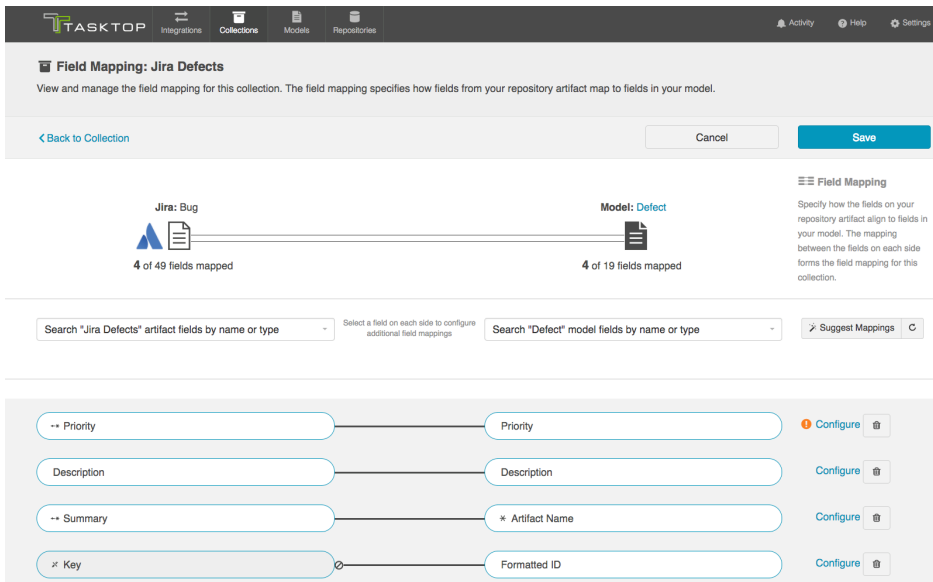 TASKTOP
Integrations
Collections
Models
Repositories
Activity
Help
Settings
Field Mapping: Jira Defects
View and manage the field mapping for this collection. The field mapping specifies how fields from your repository artifact map to fields in your model.
Back to Collection
Cancel
Save
Jira: Bug
4 of 49 fields mapped
Model: Defect
4 of 19 fields mapped
Field Mapping
Specify how the fields on your
repository artifact align to fields in
your model. The mapping
between the fields on each side
forms the field mapping for this
collection.
Search "Jira Defects" artifact fields by name or type
Select a field on each side to configure
additional field mappings
Search "Defect" model fields by name or type
Suggest Mappings
Priority
Priority
Configure
Description
Description
Configure
Summary
* Artifact Name
Configure
Key
Formatted ID
Configure